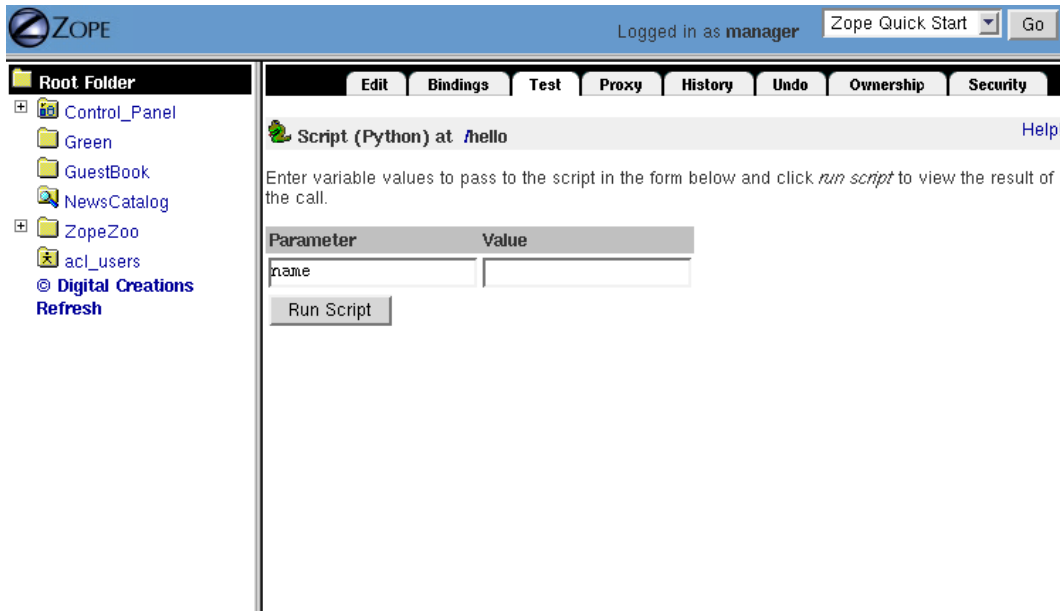 ZOPE
Logged in as manager
Zope Quick Start
Go
Root Folder
Control_Panel
Green
GuestBook
NewsCatalog
ZopeZoo
acl_users
© Digital Creations
Refresh
Edit Bindings Test Proxy History Undo Ownership Security
Script (Python) at /hello
Help
Enter variable values to pass to the script in the form below and click run script to view the result of
the call.
Parameter Value
name
Run Script